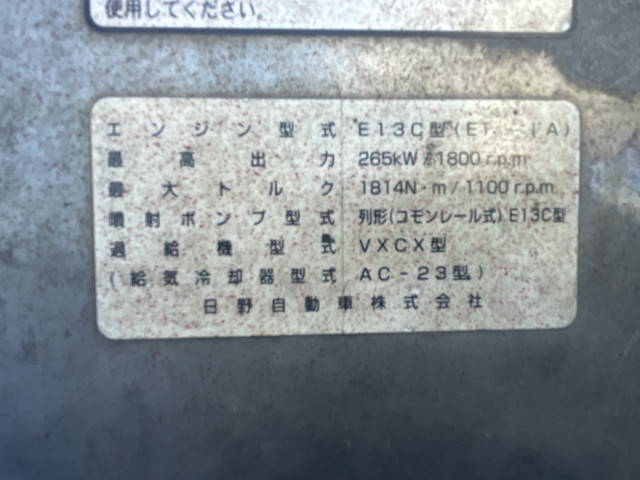 使用してください。
エンジン型式 E13C型(ET-IA)
最高出力 265kW/1800r.p.m
最大トルク 1814N・m/1100r.p.m
噴射ポンプ型式 列形(コモンレール式)E13C型
過給機型式 VXCX型
(給気冷却器型式 AC-23型)
日野自動車株式会社